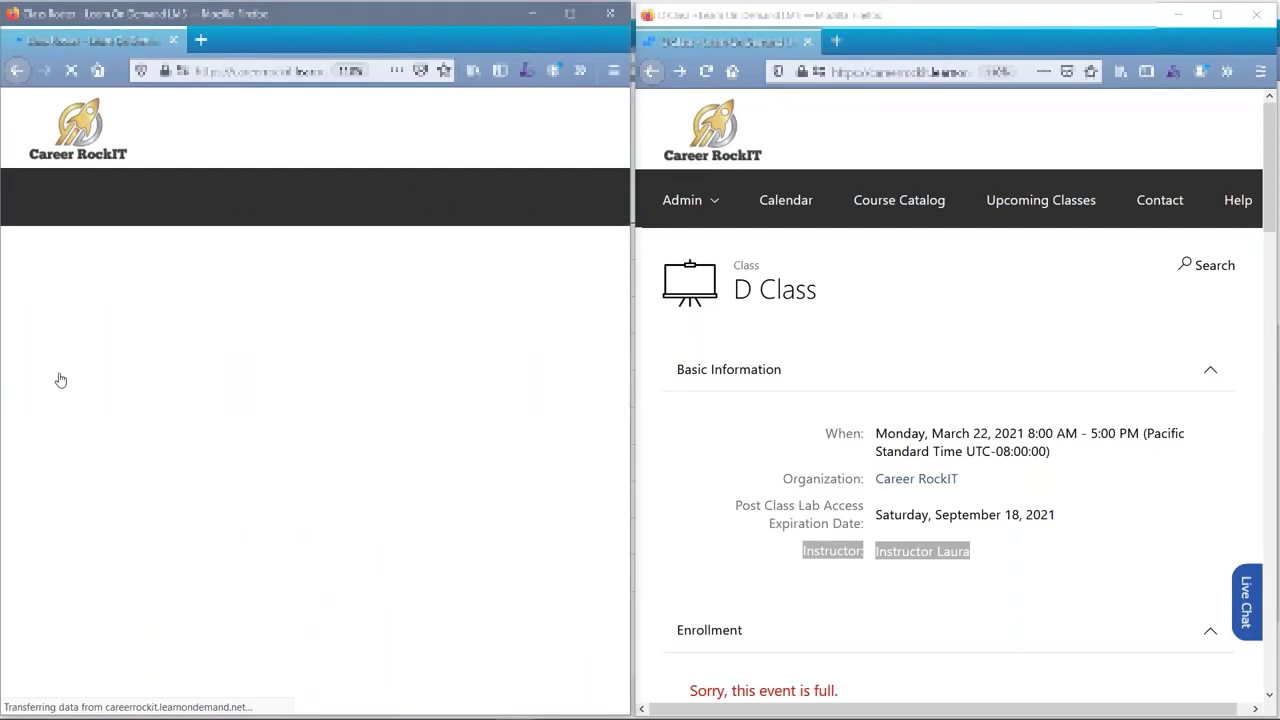 Career RockIT
Transferring data from careerrockit.learnondemand.net...
Career RockIT
Admin
Calendar
Course Catalog
Upcoming Classes
Contact
Help
Class
D Class
Search
Basic Information
When:
Monday, March 22, 2021 8:00 AM - 5:00 PM (Pacific
Standard Time UTC-08:00:00)
Organization:
Career RockIT
Post Class Lab Access
Expiration Date:
Saturday, September 18, 2021
Instructor:
Instructor Laura
Live Chat
Enrollment
Sorry, this event is full.